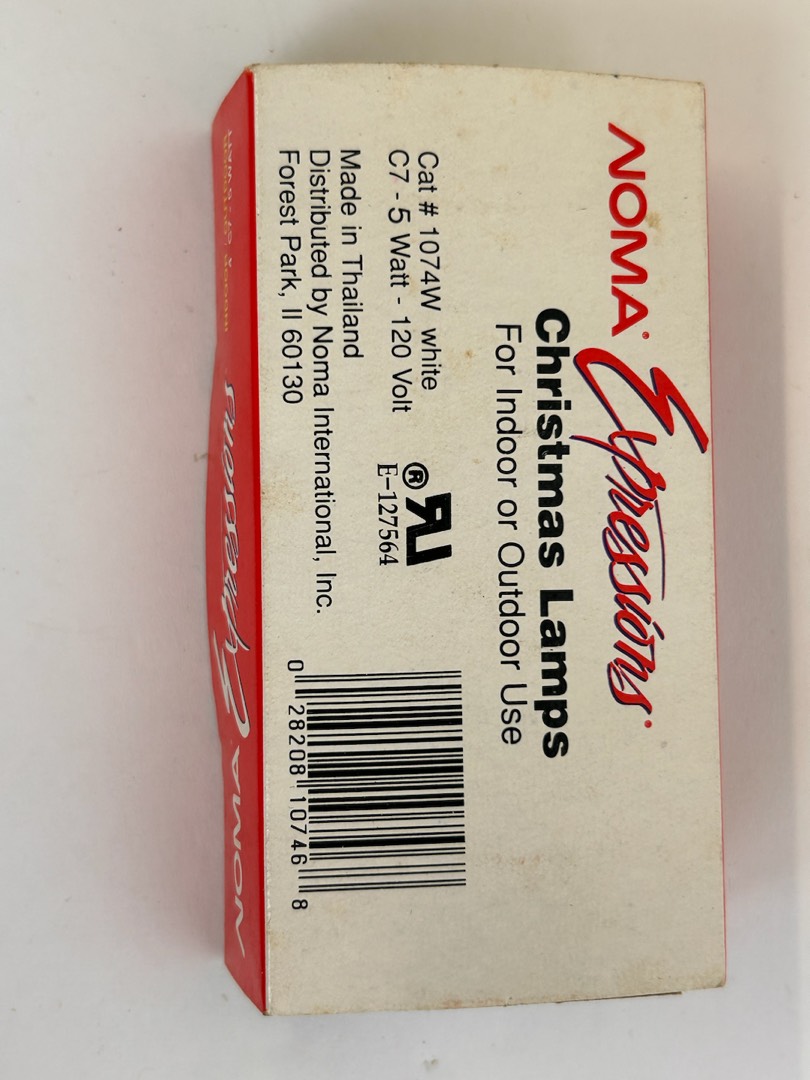 NOMA® Expressions®
Christmas Lamps
For Indoor or Outdoor Use
Cat # 1074W white
C7 - 5 Watt - 120 Volt
®
E-127564
Made in Thailand
Distributed by Noma International, Inc.
Forest Park, Il 60130
0 28208 10746 8
NOMA Expressions